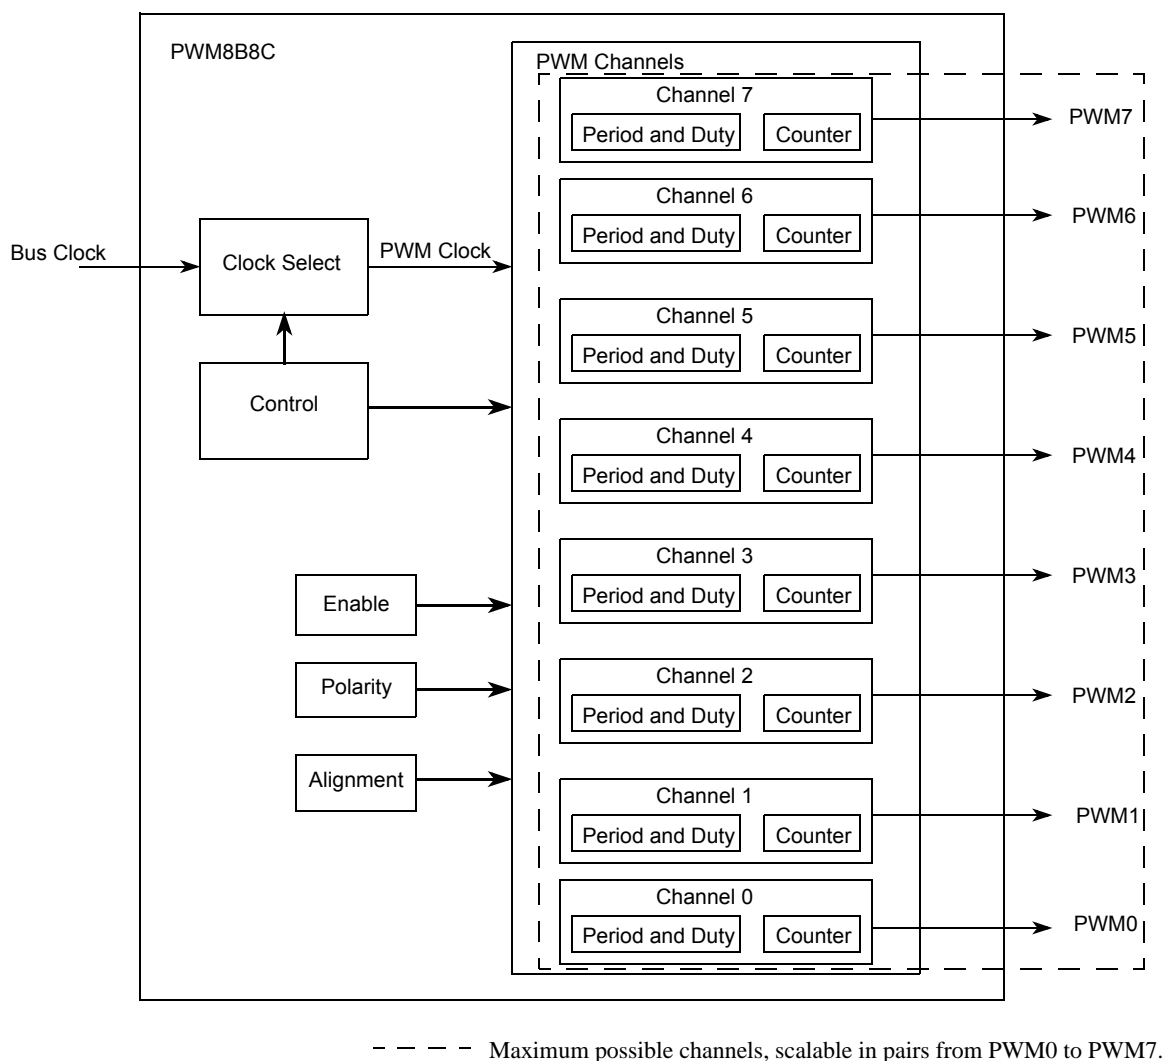 PWM8B8C
PWM Channels
Channel 7
Period and Duty
Counter
PWM7
Channel 6
Period and Duty
Counter
PWM6
Bus Clock
Clock Select
PWM Clock
Channel 5
Period and Duty
Counter
PWM5
Control
Channel 4
Period and Duty
Counter
PWM4
Channel 3
Period and Duty
Counter
PWM3
Enable
Polarity
Channel 2
Period and Duty
Counter
PWM2
Alignment
Channel 1
Period and Duty
Counter
PWM1
Channel 0
Period and Duty
Counter
PWM0
Maximum possible channels, scalable in pairs from PWM0 to PWM7.